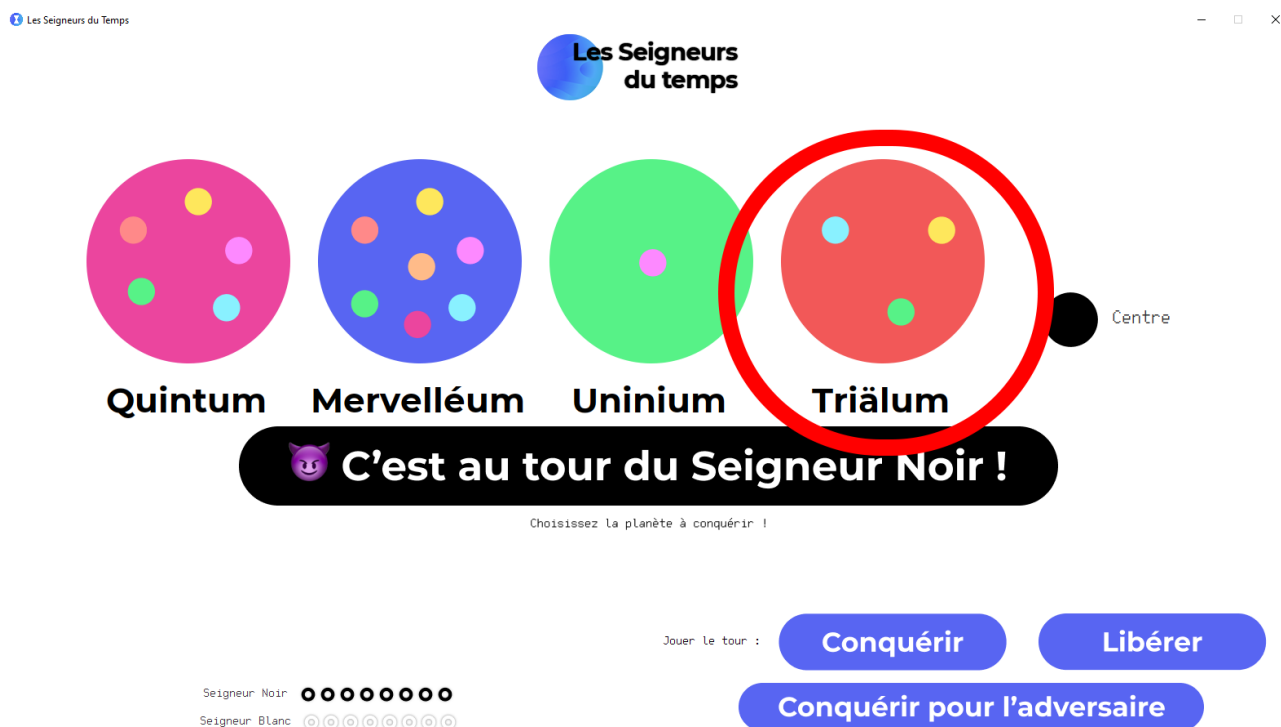 Les Seigneurs du Temps
Les Seigneurs
du temps
Centre
Quintum
Mervelléum
Uninium
Triälum
C’est au tour du Seigneur Noir !
Choisissez la planète à conquérir !
Jouer le tour :
Conquérir
Libérer
Seigneur Noir
Conquérir pour l’adversaire
Seigneur Blanc